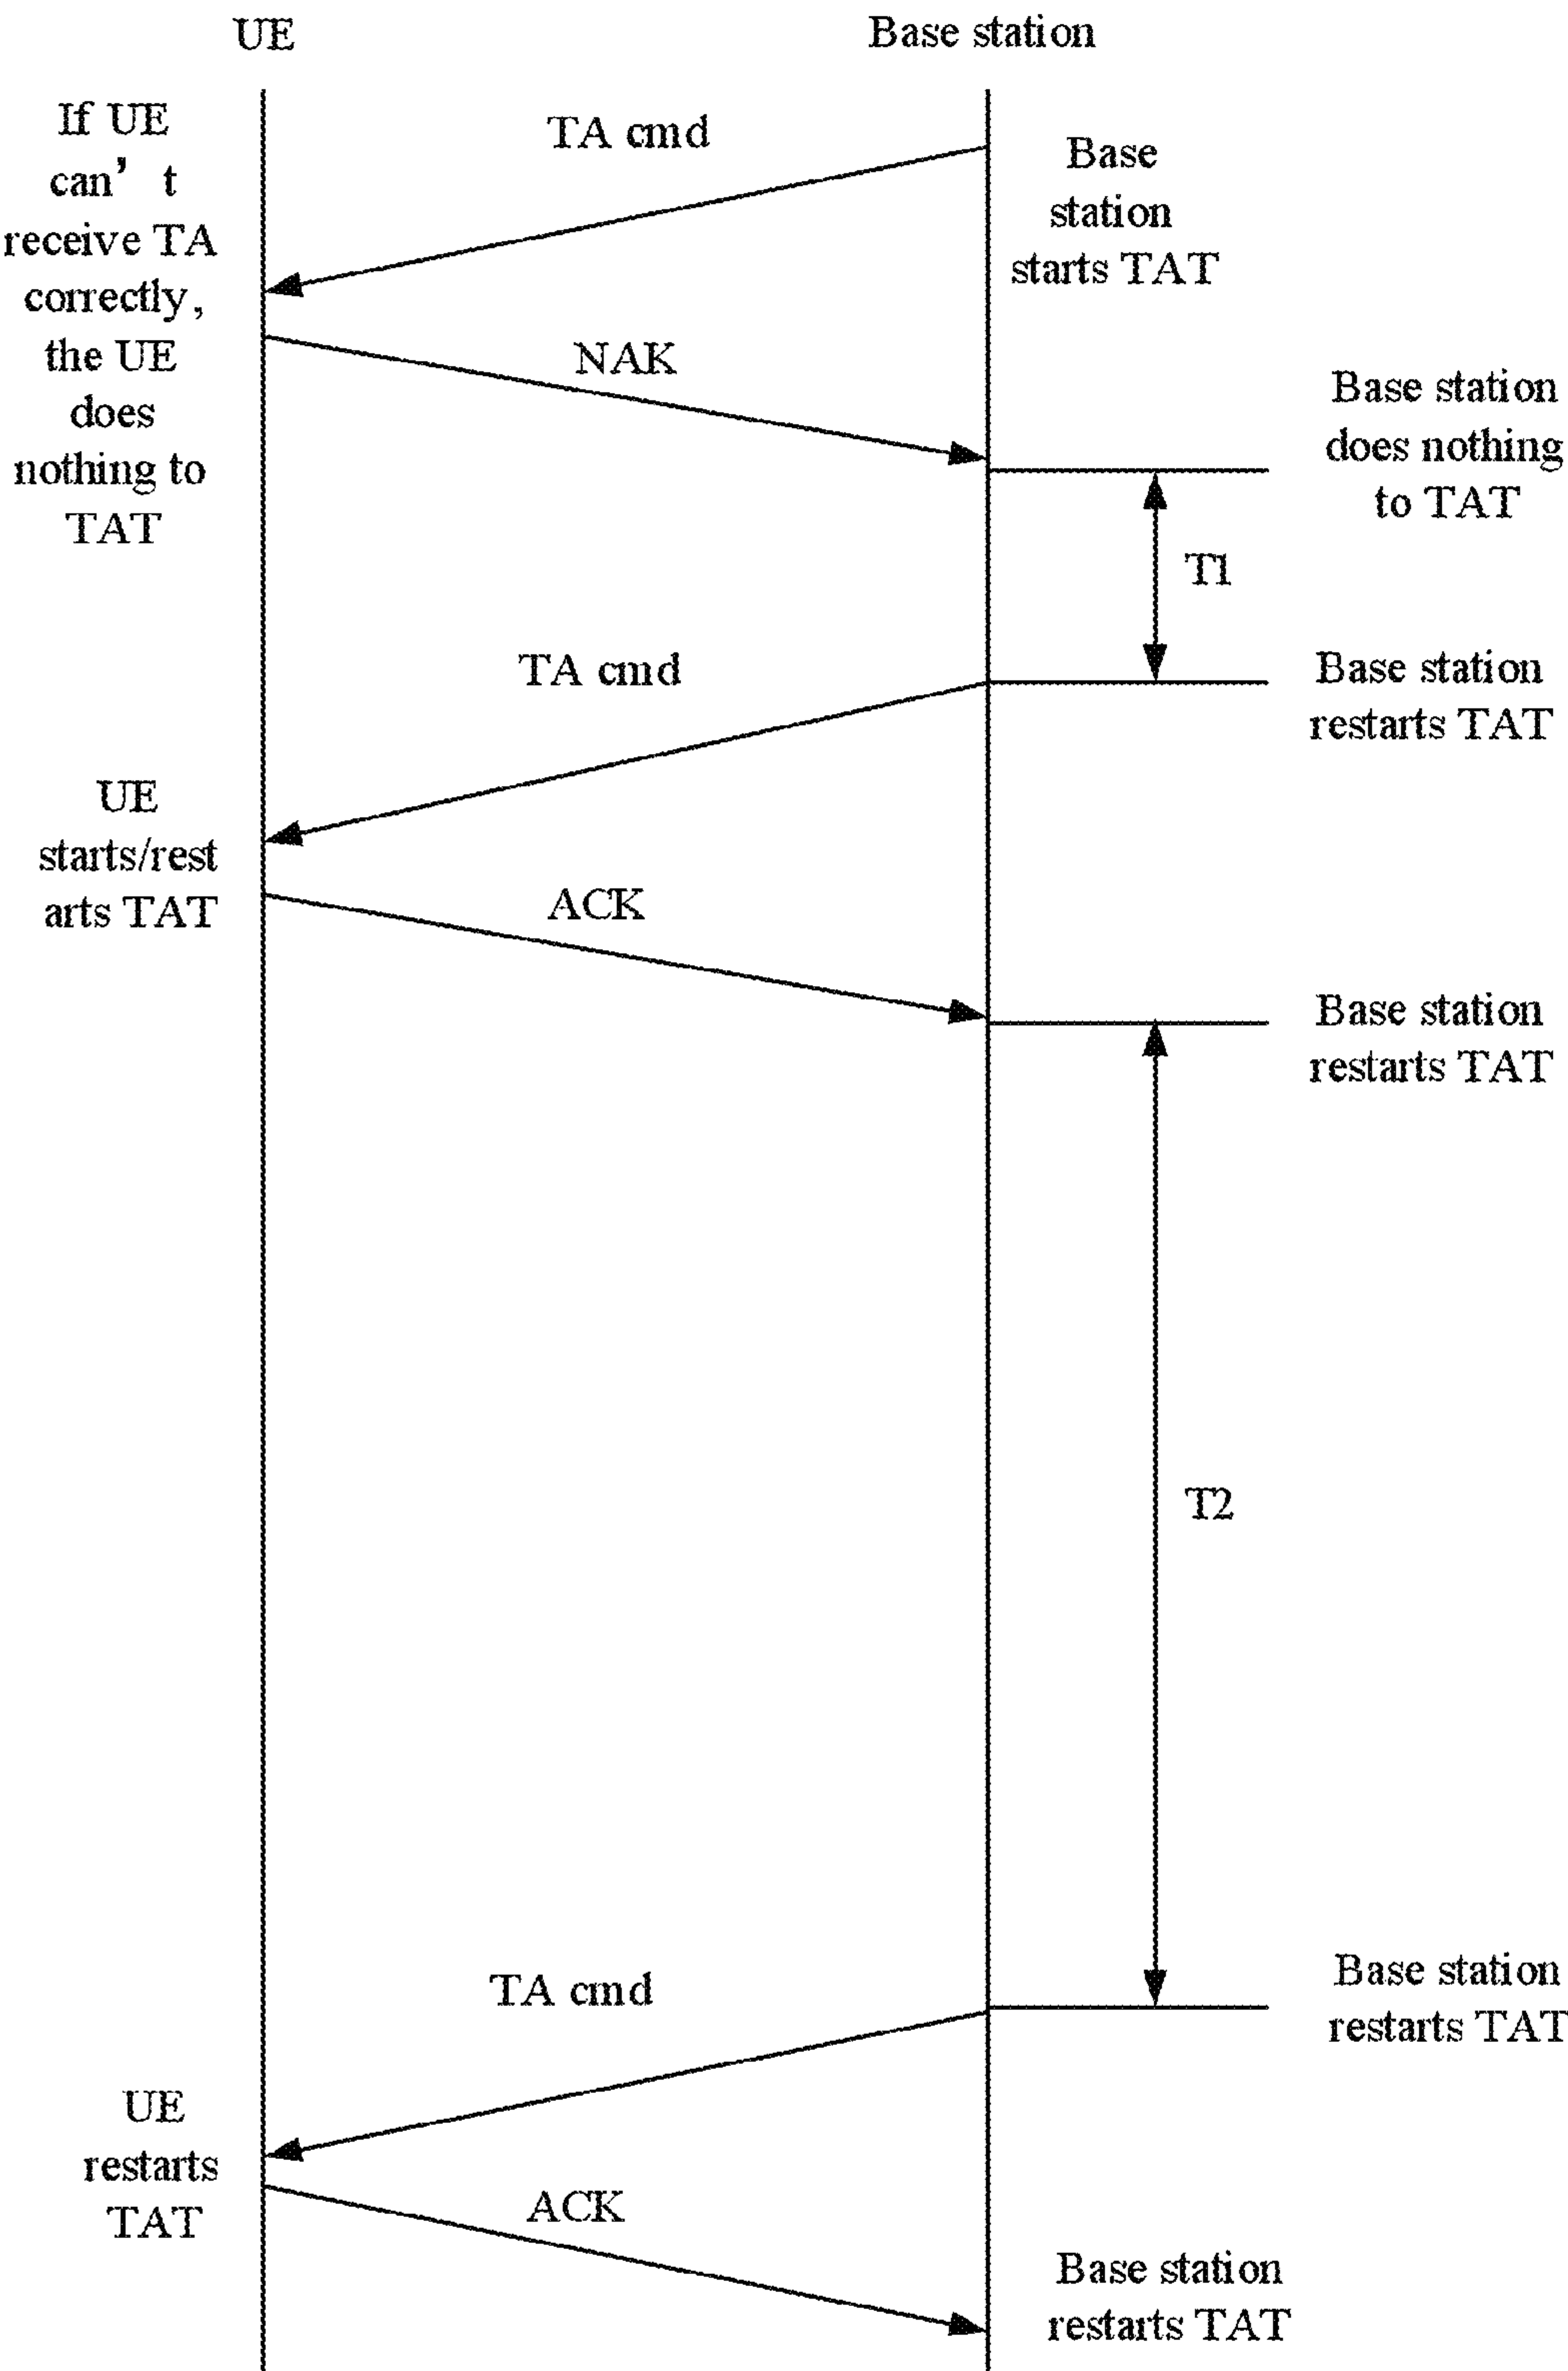 UE
Base station
If UE
can’ t
receive TA
correctly,
the UE
does
nothing to
TAT
TA cmd
Base
station
starts TAT
NAK
Base station
does nothing
to TAT
T1
TA cmd
Base station
restarts TAT
UE
starts/rest
arts TAT
ACK
Base station
restarts TAT
T2
TA cmd
Base station
restarts TAT
UE
restarts
TAT
ACK
Base station
restarts TAT